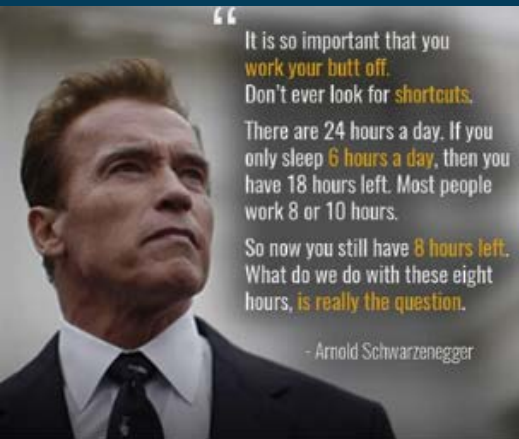 “
It is so important that you
work your butt off.
Don't ever look for shortcuts.
There are 24 hours a day. If you
only sleep 6 hours a day, then you
have 18 hours left. Most people
work 8 or 10 hours.
So now you still have 8 hours left.
What do we do with these eight
hours, is really the question.
- Arnold Schwarzenegger